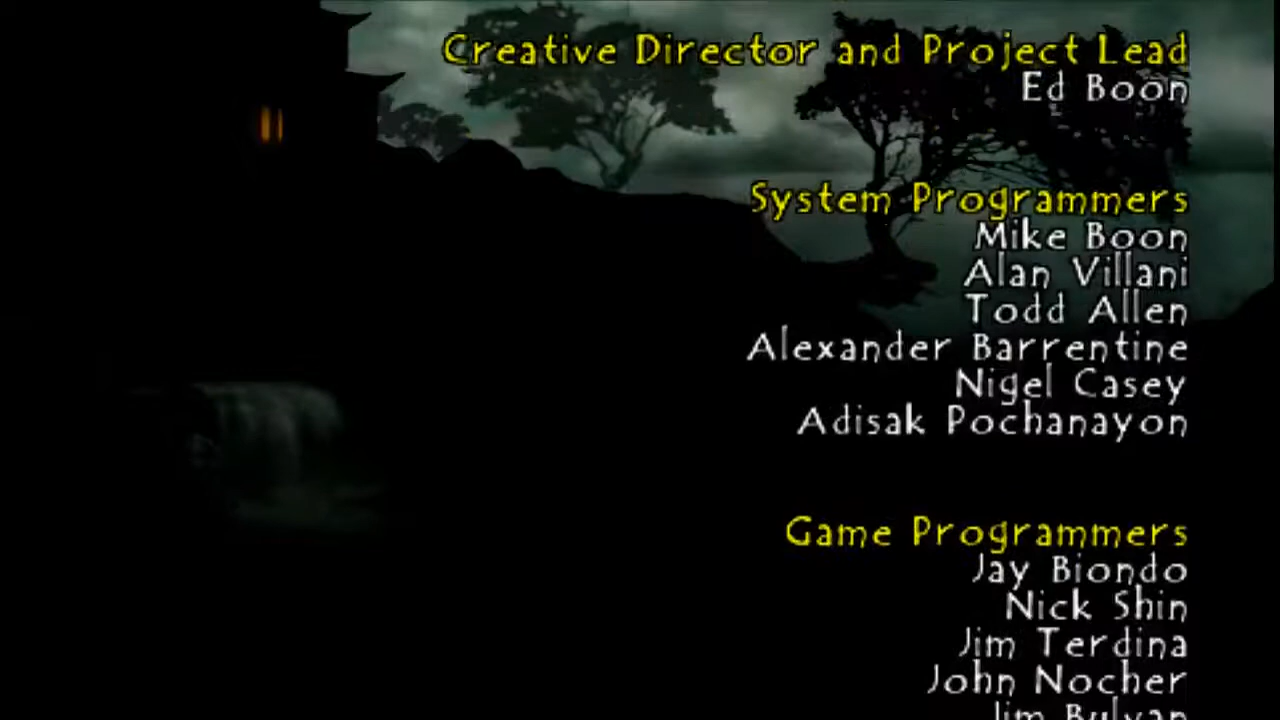 Creative Director and Project Lead
Ed Boon
System Programmers
Mike Boon
Alan Villani
Todd Allen
Alexander Barrentine
Nigel Casey
Adisak Pochanayon
Game Programmers
Jay Biondo
Nick Shin
Jim Terdina
John Nocher
Jim